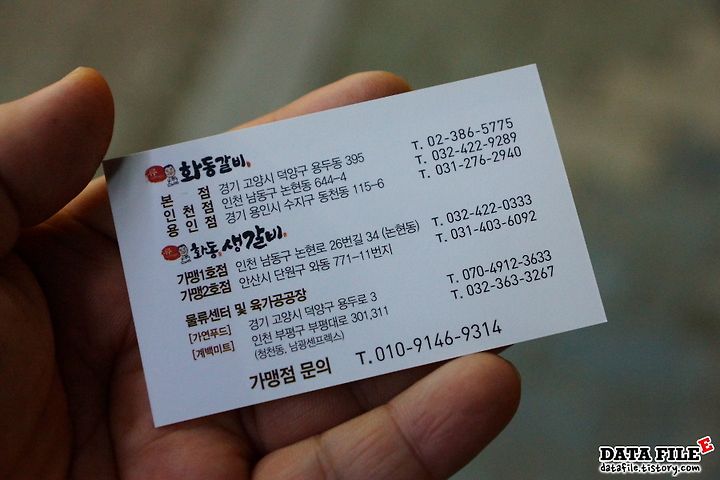 화동갈비
본 점 경기 고양시 덕양구 용두동 395 T. 02-386-5775
인 천 점 인천 남동구 논현동 644-4 T. 032-422-9289
용 인 점 경기 용인시 수지구 동천동 115-6 T. 031-276-2940
화동생갈비
가맹1호점 인천 남동구 논현로 26번길 34 (논현동) T. 032-422-0333
가맹2호점 안산시 단원구 와동 771-11번지 T. 031-403-6092
물류센터 및 육가공공장
[가연푸드] 경기 고양시 덕양구 용두로 3 T. 070-4912-3633
[계백미트] 인천 부평구 부평대로 301,311 T. 032-363-3267
(청천동, 남광센트렉스)
가맹점 문의 T. 010-9146-9314
DATA FILE
datafile.tistory.com